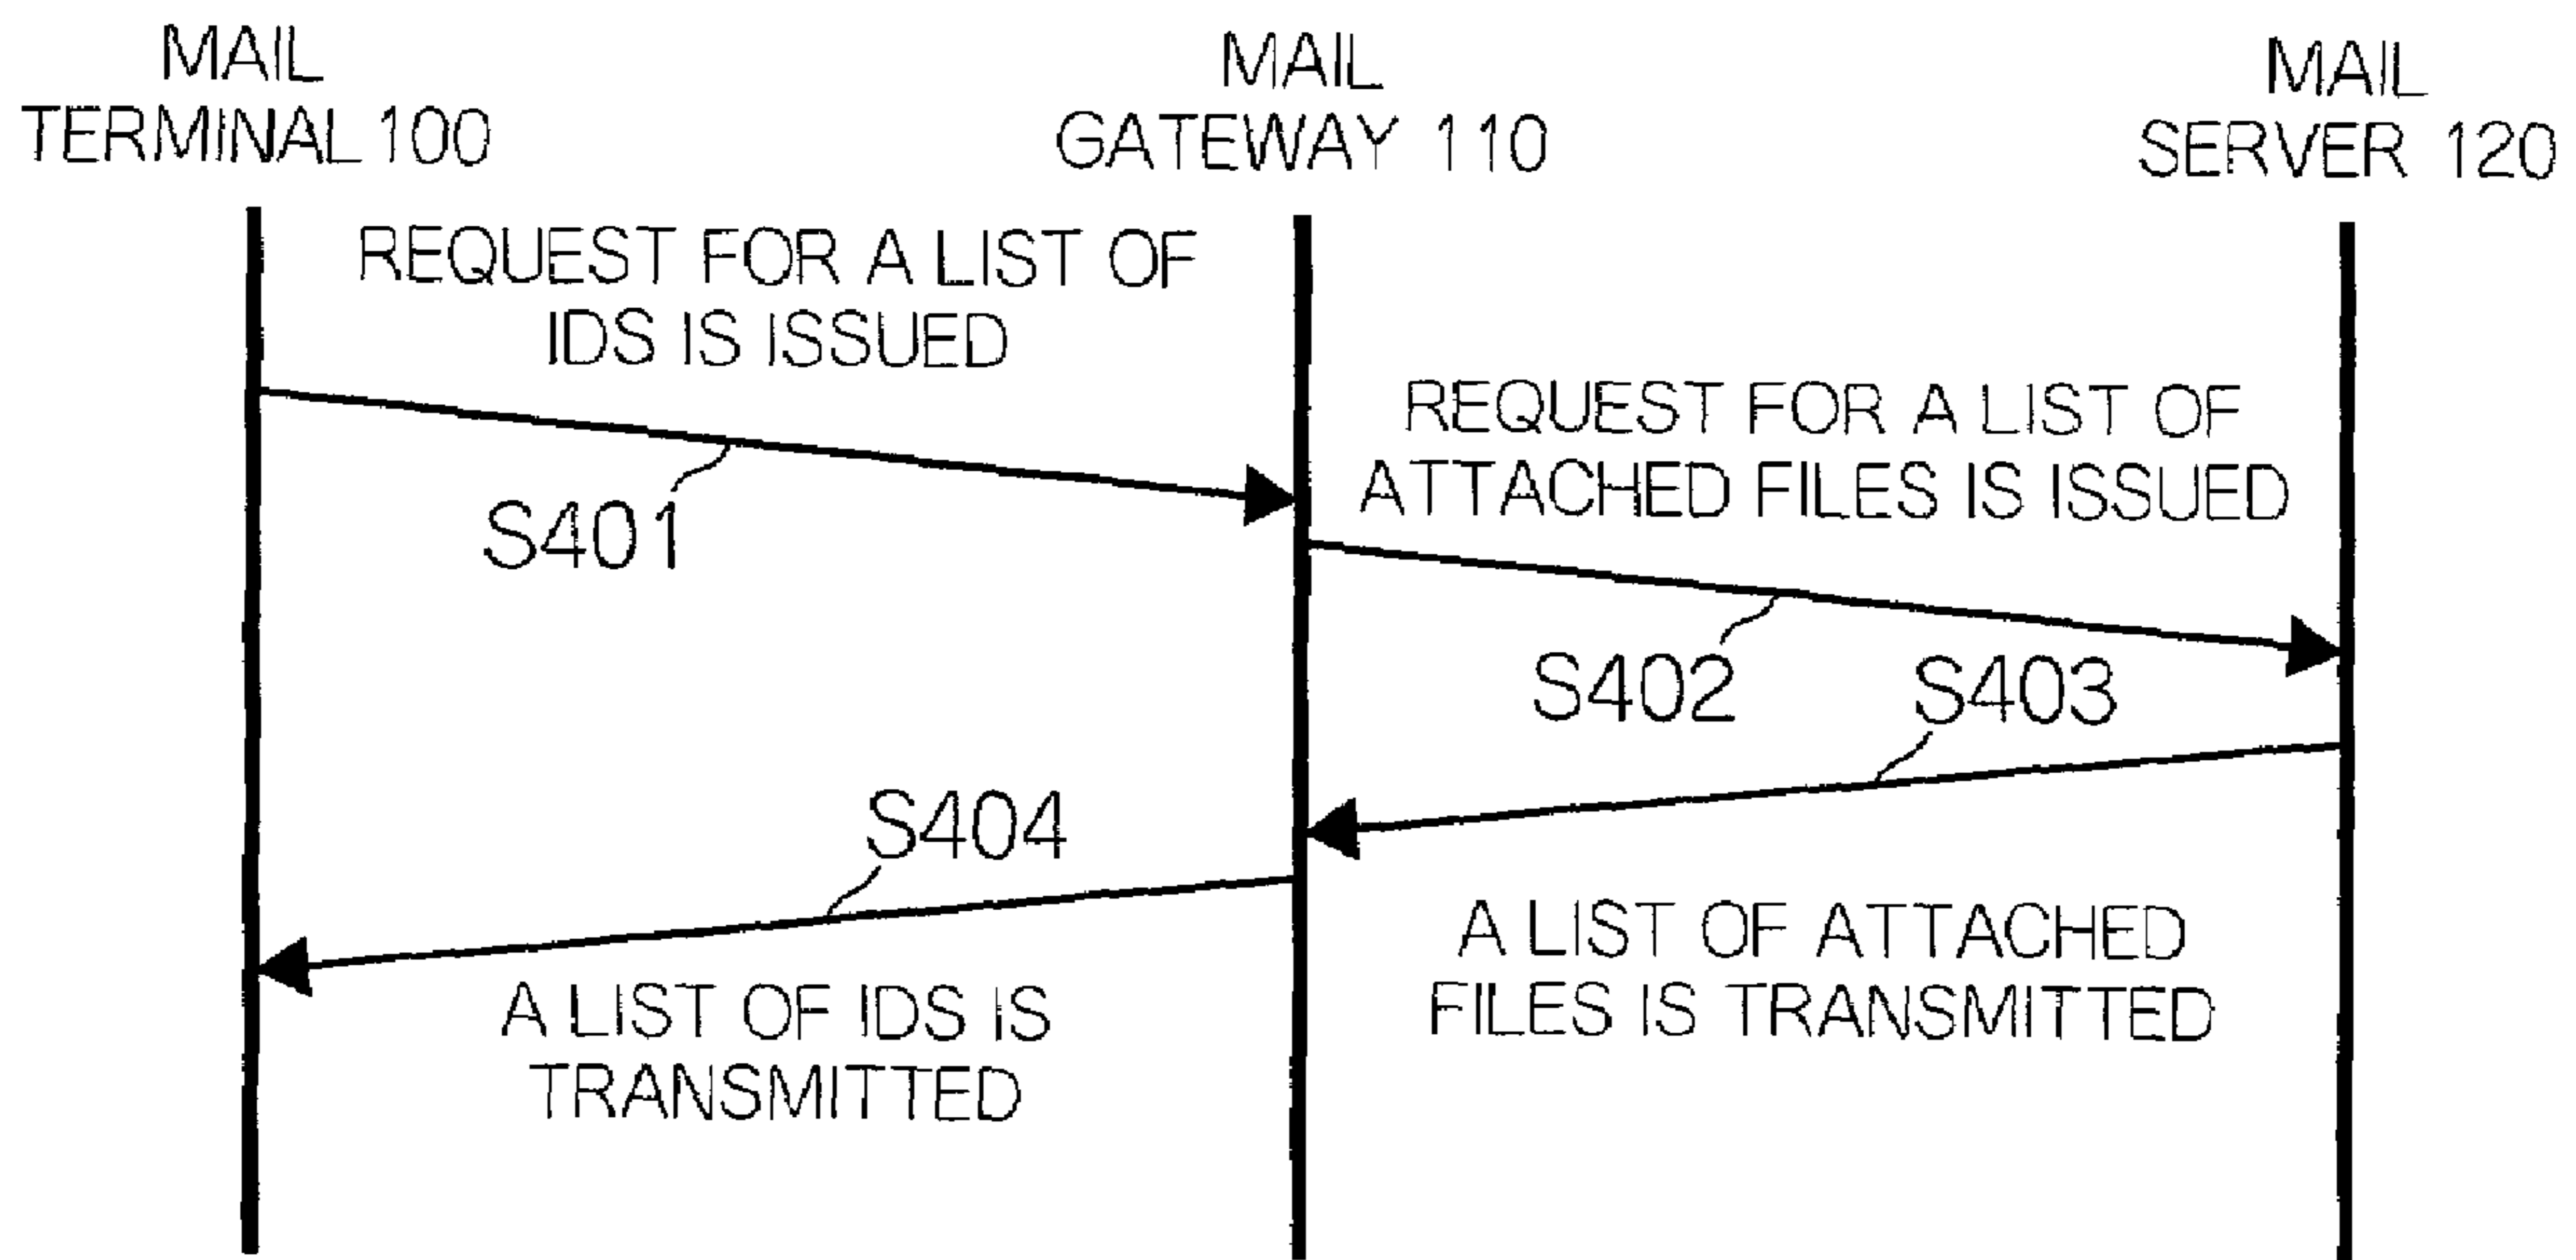 MAIL
TERMINAL 100
MAIL
GATEWAY 110
MAIL
SERVER 120
REQUEST FOR A LIST OF
IDS IS ISSUED
REQUEST FOR A LIST OF
ATTACHED FILES IS ISSUED
S401
S402
S403
S404
A LIST OF ATTACHED
FILES IS TRANSMITTED
A LIST OF IDS IS
TRANSMITTED